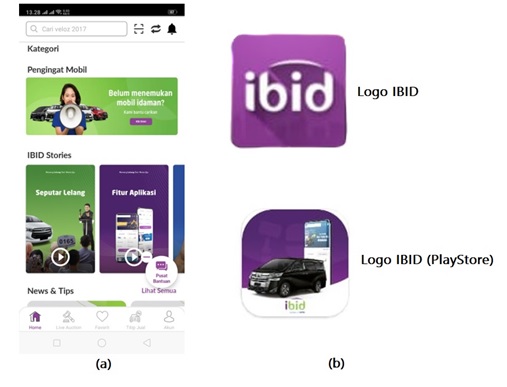 13.28
Cari veloz 2017
Kategori
Pengingat Mobil
Belum menemukan
mobil idaman?
IBID Stories
Seputar Lelang
Fitur Aplikasi
8165
Pusat
Bantuan
News & Tips
Lihat Semua
Home
Live Auction
Favorit
Titip Jual
Akun
(a)
ibid
Logo IBID
ibid
Logo IBID (PlayStore)
(b)